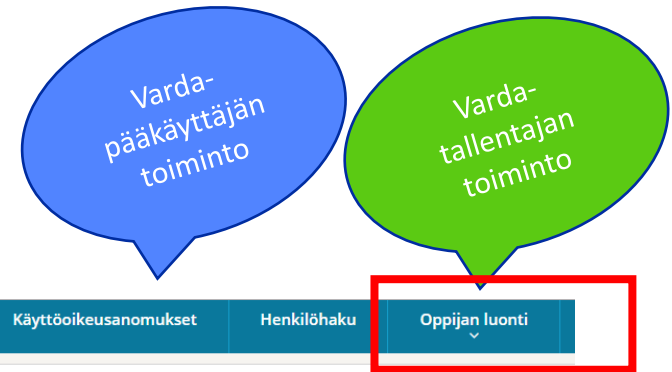 Varda-
pääkäyttäjän
toiminto
Varda-
tallentajan
toiminto
Käyttöoikeusanomukset
Henkilöhaku
Oppijan luonti